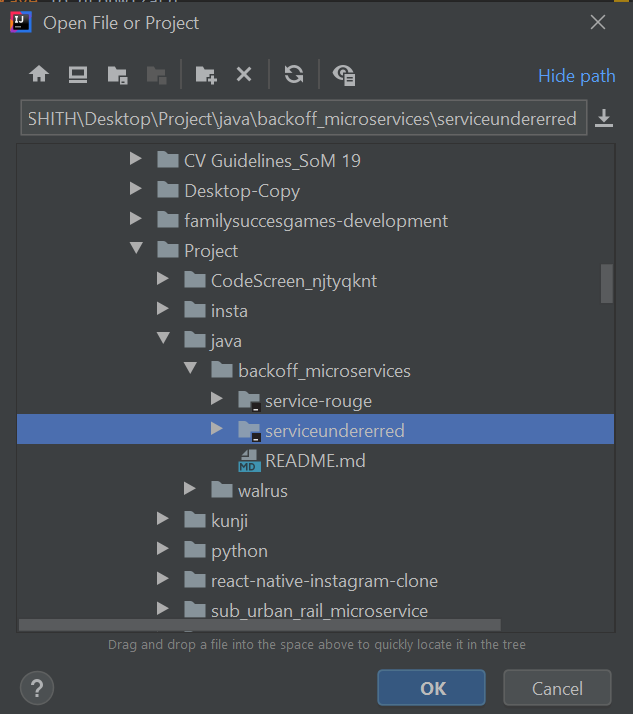 Open File or Project
Hide path
SHITH\Desktop\Project\java\backoff_microservices\serviceundererred
CV Guidelines_SoM 19
Desktop-Copy
familysuccesgames-development
Project
CodeScreen_njtyqknt
insta
java
backoff_microservices
service-rouge
serviceundererred
MD README.md
walrus
kunji
python
react-native-instagram-clone
sub_urban_rail_microservice
Drag and drop a file into the space above to quickly locate it in the tree
? OK Cancel